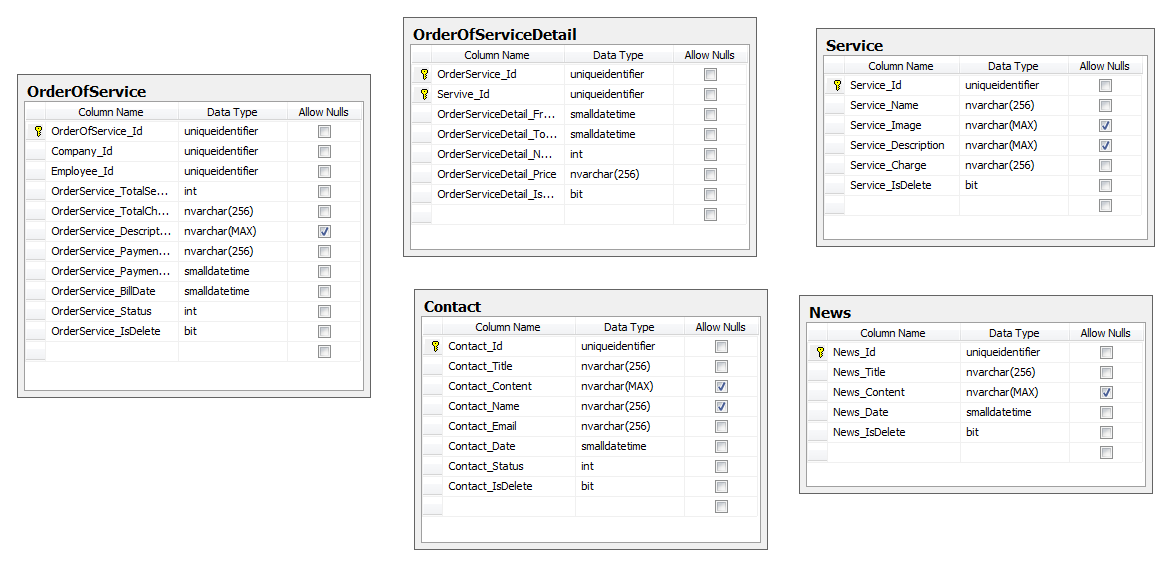 OrderOfService
Column Name Data Type Allow Nulls
OrderOfService_Id uniqueidentifier
Company_Id uniqueidentifier
Employee_Id uniqueidentifier
OrderService_TotalSe... int
OrderService_TotalCh... nvarchar(256)
OrderService_Descript... nvarchar(MAX)
OrderService_Paymen... nvarchar(256)
OrderService_Paymen... smalldatetime
OrderService_BillDate smalldatetime
OrderService_Status int
OrderService_IsDelete bit
OrderOfServiceDetail
Column Name Data Type Allow Nulls
OrderService_Id uniqueidentifier
Servive_Id uniqueidentifier
OrderServiceDetail_Fr... smalldatetime
OrderServiceDetail_To... smalldatetime
OrderServiceDetail_N... int
OrderServiceDetail_Price nvarchar(256)
OrderServiceDetail_Is... bit
Service
Column Name Data Type Allow Nulls
Service_Id uniqueidentifier
Service_Name nvarchar(256)
Service_Image nvarchar(MAX)
Service_Description nvarchar(MAX)
Service_Charge nvarchar(256)
Service_IsDelete bit
Contact
Column Name Data Type Allow Nulls
Contact_Id uniqueidentifier
Contact_Title nvarchar(256)
Contact_Content nvarchar(MAX)
Contact_Name nvarchar(256)
Contact_Email nvarchar(256)
Contact_Date smalldatetime
Contact_Status int
Contact_IsDelete bit
News
Column Name Data Type Allow Nulls
News_Id uniqueidentifier
News_Title nvarchar(256)
News_Content nvarchar(MAX)
News_Date smalldatetime
News_IsDelete bit